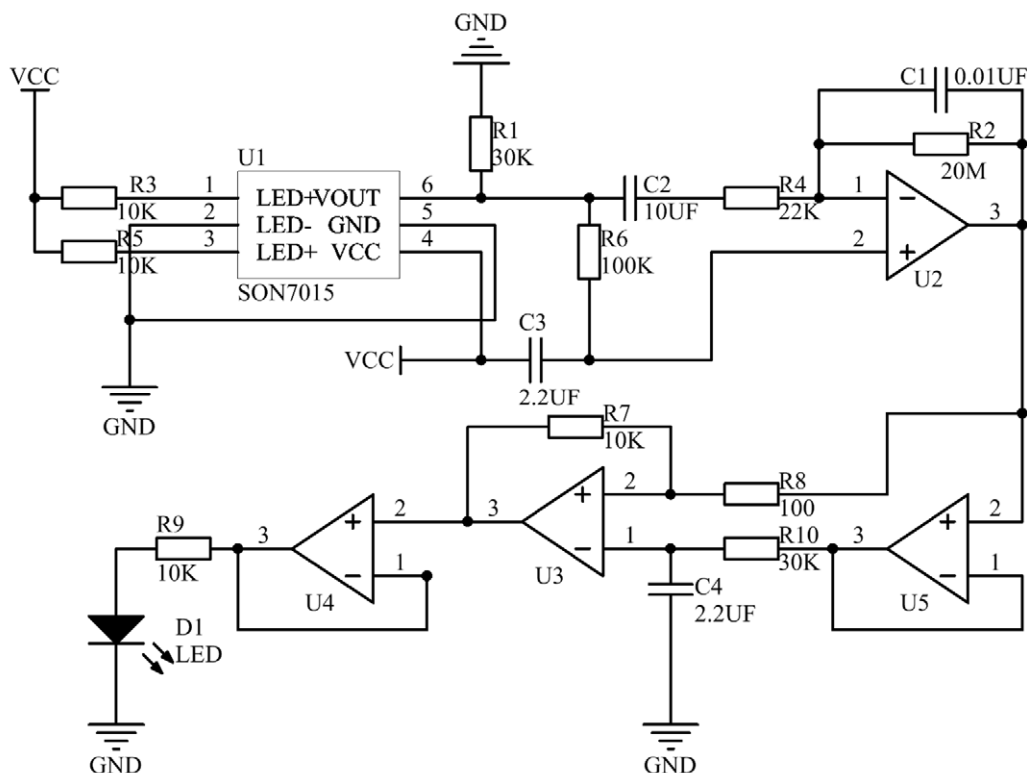 GND
VCC
C1 0.01UF
R1
30K
R2
20M
U1
R3
10K
1
LED+ VOUT
6
C2
10UF
R4
22K
1
−
2
LED- GND
5
R6
100K
3
R5
10K
3
LED+ VCC
4
2
+
U2
SON7015
C3
VCC
2.2UF
GND
R7
10K
R8
100
2
+
2
+
2
R9
10K
3
+
3
3
1
−
U4
1
−
U3
R10
30K
1
−
U5
C4
2.2UF
D1
LED
GND
GND